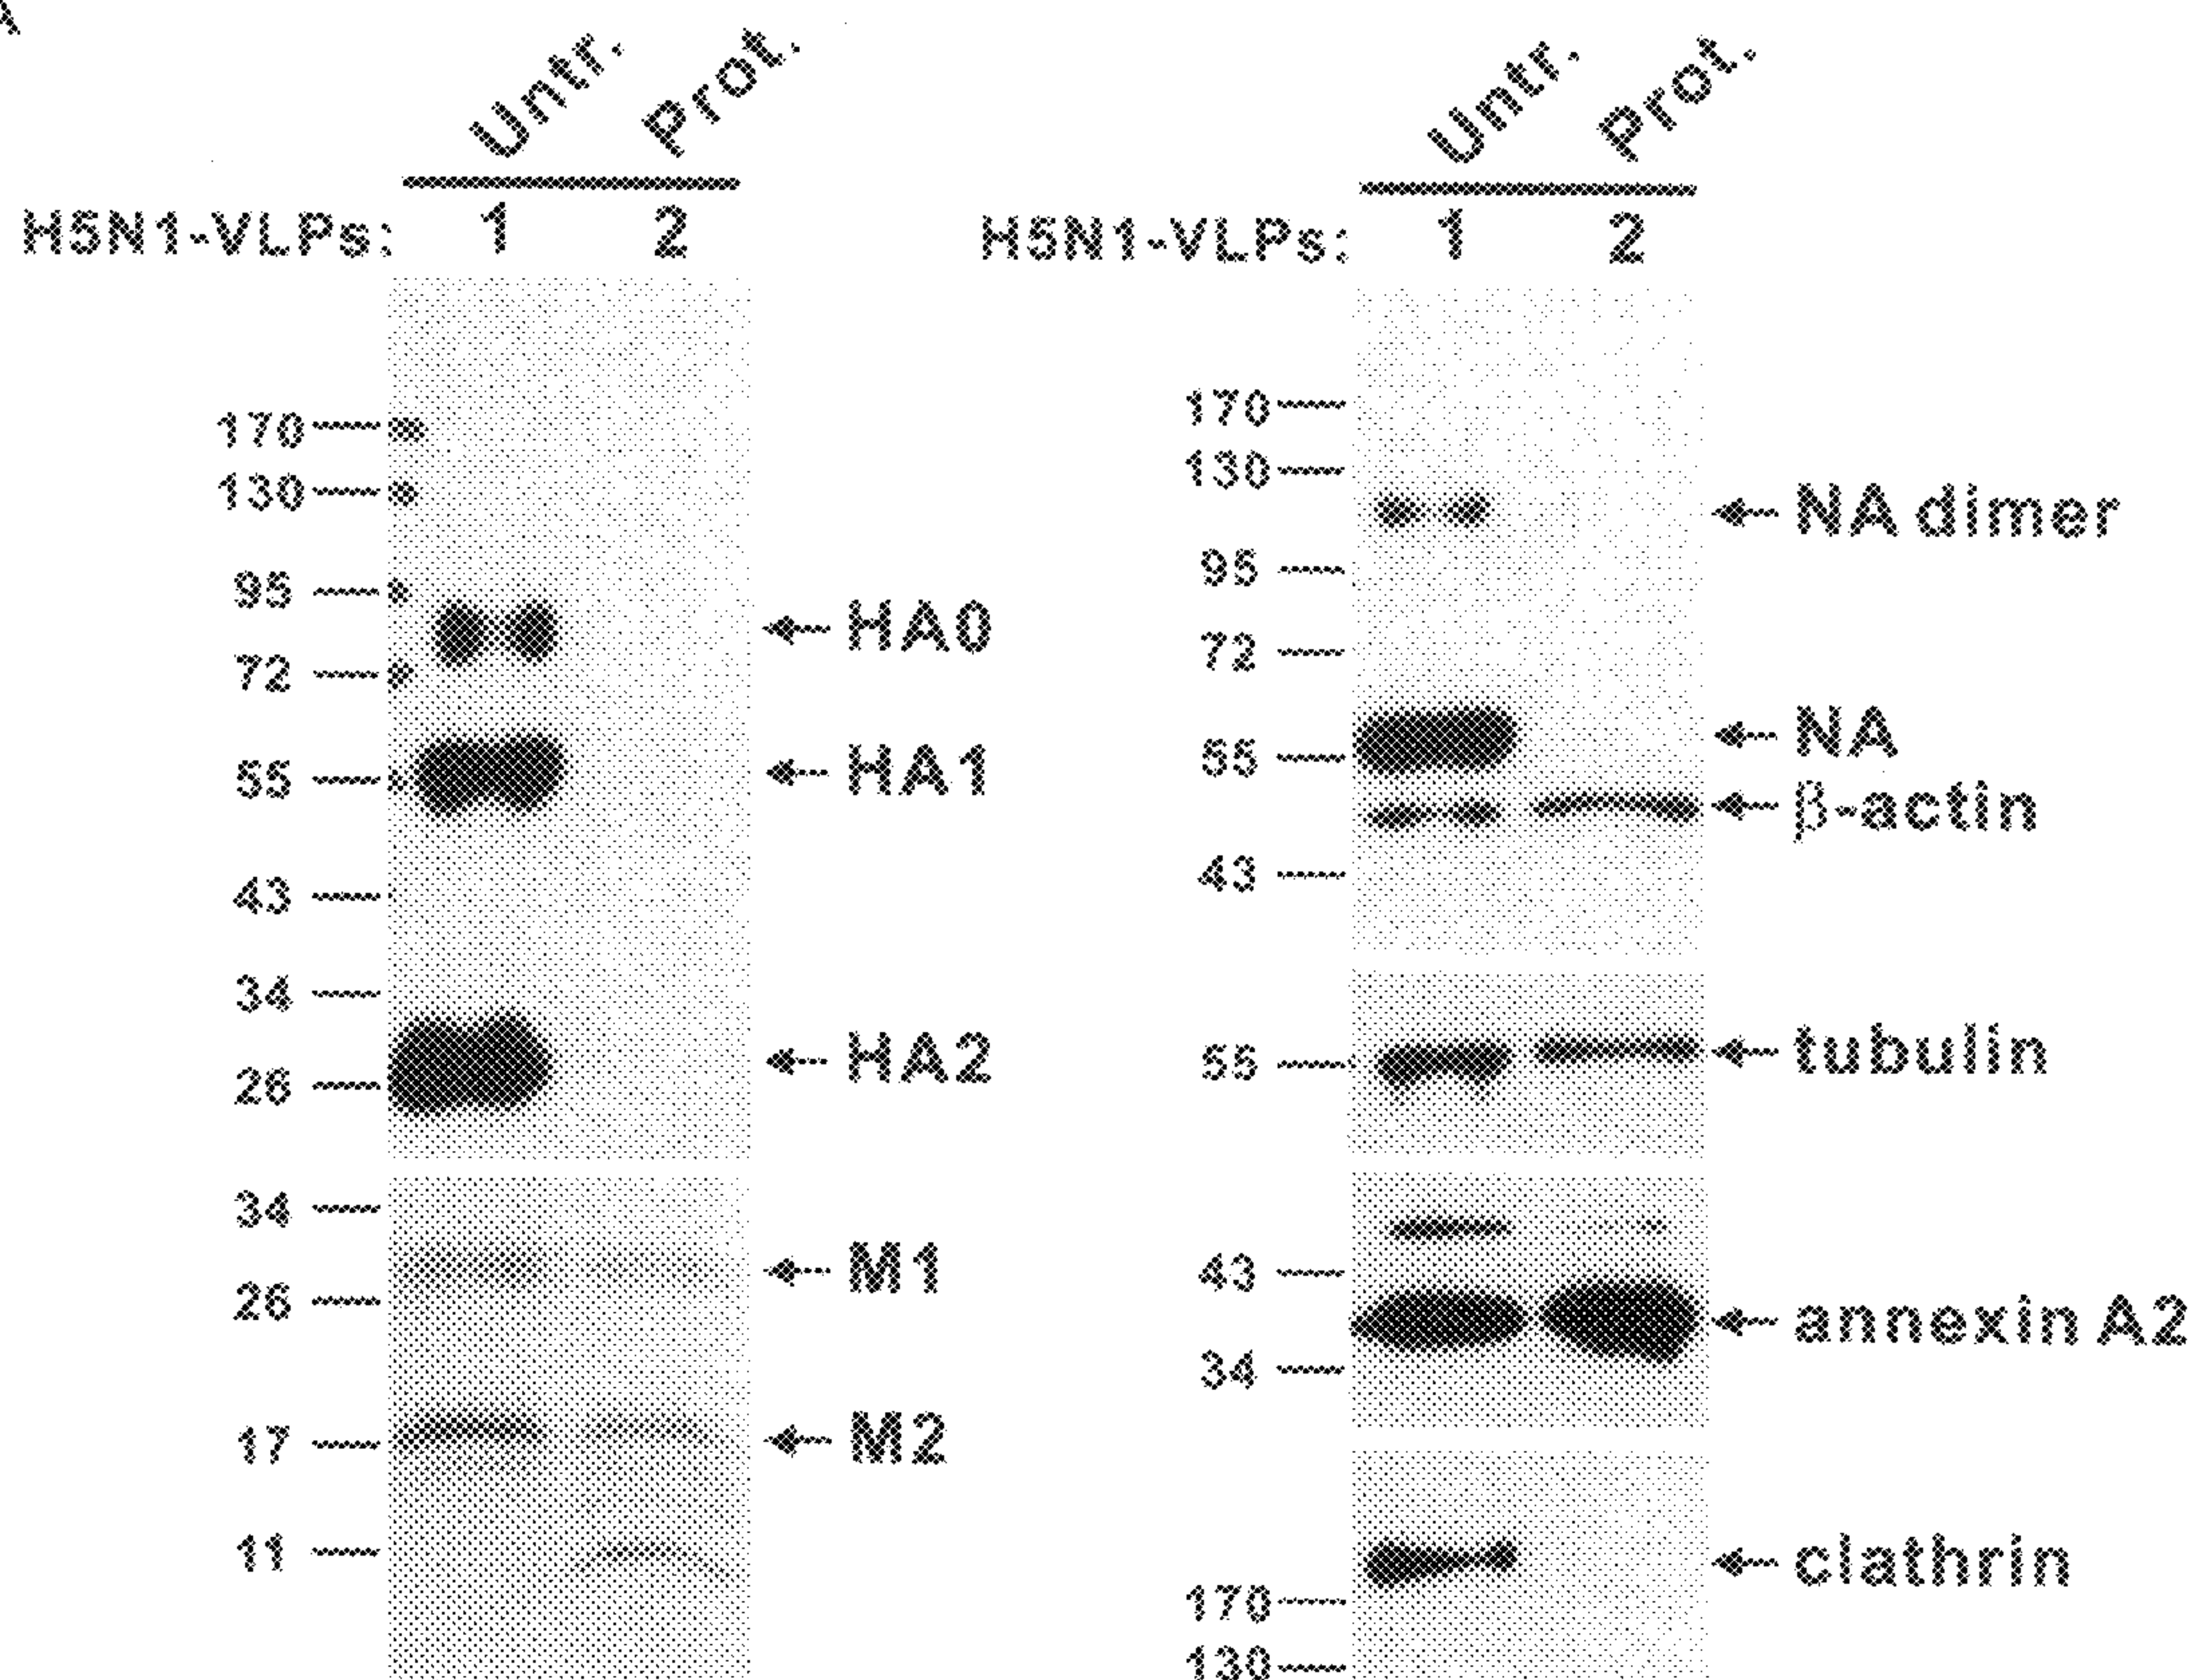 A
Untr. Prot.
H5N1-VLPs: 1 2
170
130
95
72
55
43
34
26
34
26
17
11
HA0
HA1
HA2
M1
M2
Untr. Prot.
H5N1-VLPs: 1 2
170
130
95
72
55
43
55
43
34
170
130
NA dimer
NA
β-actin
tubulin
annexin A2
clathrin